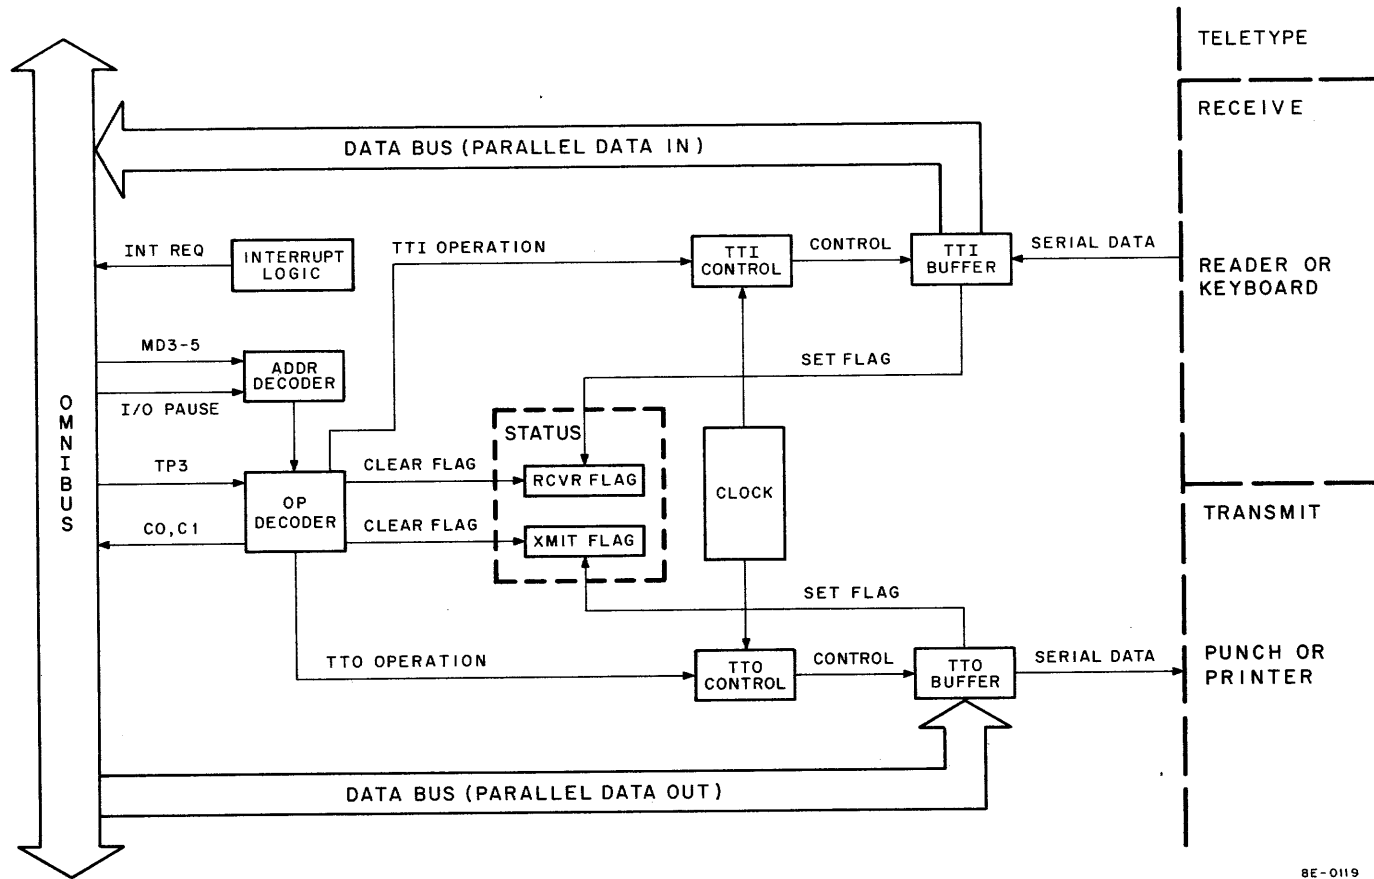 TELETYPE
RECEIVE
DATA BUS (PARALLEL DATA IN)
INT REQ
INTERRUPT
LOGIC
TTI OPERATION
TTI
CONTROL
CONTROL
TTI
BUFFER
SERIAL DATA
READER OR
KEYBOARD
MD3-5
ADDR
DECODER
I/O PAUSE
SET FLAG
OMNIBUS
STATUS
TP3
CLEAR FLAG
RCVR FLAG
OP
DECODER
CLOCK
C0,C1
CLEAR FLAG
XMIT FLAG
TRANSMIT
SET FLAG
TTO OPERATION
TTO
CONTROL
CONTROL
TTO
BUFFER
SERIAL DATA
PUNCH OR
PRINTER
DATA BUS (PARALLEL DATA OUT)
8E-0119